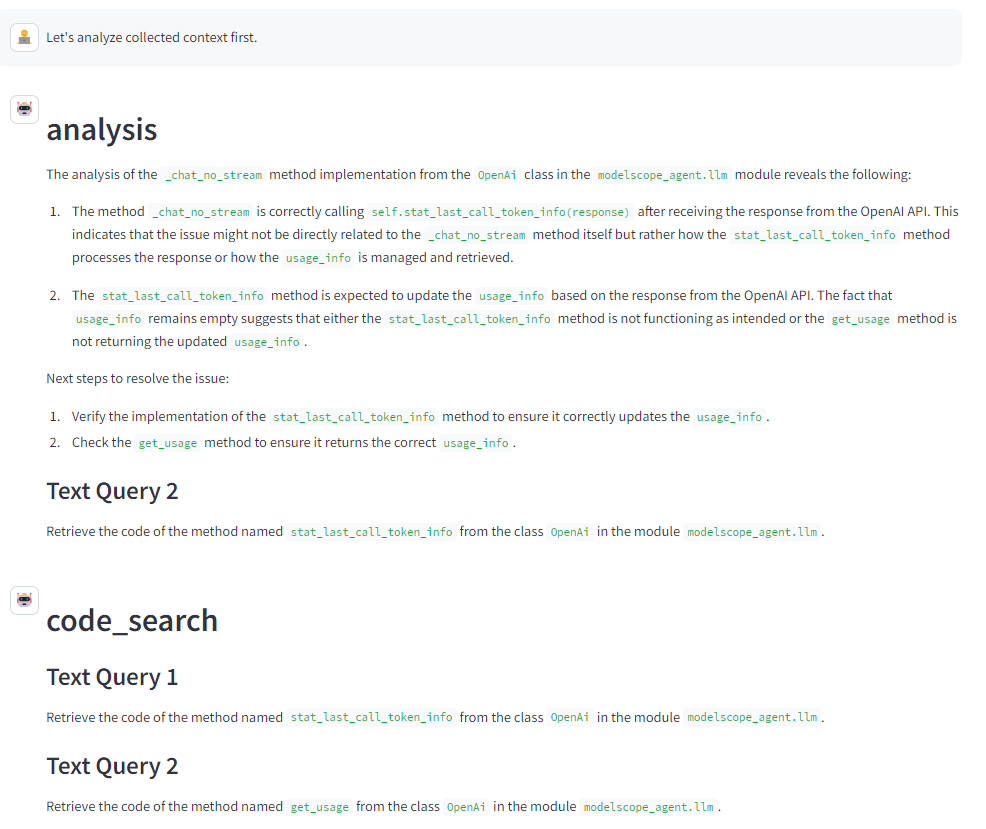 Let's analyze collected context first.
analysis
The analysis of the _chat_no_stream method implementation from the OpenAi class in the modelscope_agent.llm module reveals the following:
1. The method _chat_no_stream is correctly calling self.stat_last_call_token_info(response) after receiving the response from the OpenAI API. This
indicates that the issue might not be directly related to the _chat_no_stream method itself but rather how the stat_last_call_token_info method
processes the response or how the usage_info is managed and retrieved.
2. The stat_last_call_token_info method is expected to update the usage_info based on the response from the OpenAI API. The fact that
usage_info remains empty suggests that either the stat_last_call_token_info method is not functioning as intended or the get_usage method is
not returning the updated usage_info .
Next steps to resolve the issue:
1. Verify the implementation of the stat_last_call_token_info method to ensure it correctly updates the usage_info .
2. Check the get_usage method to ensure it returns the correct usage_info .
Text Query 2
Retrieve the code of the method named stat_last_call_token_info from the class OpenAi in the module modelscope_agent.llm .
code_search
Text Query 1
Retrieve the code of the method named stat_last_call_token_info from the class OpenAi in the module modelscope_agent.llm .
Text Query 2
Retrieve the code of the method named get_usage from the class OpenAi in the module modelscope_agent.llm .